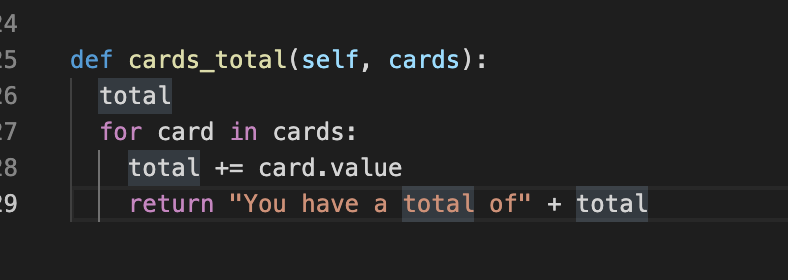 24
25 def cards_total(self, cards):
26 total
27 for card in cards:
28 total += card.value
29 return "You have a total of" + total